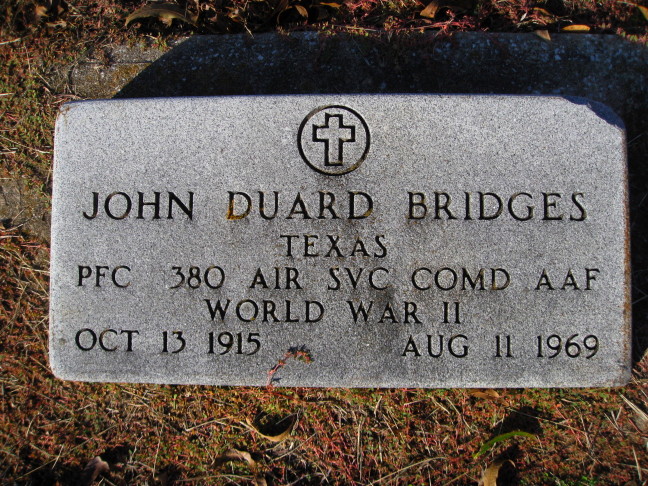 JOHN DUARD BRIDGES
TEXAS
PFC 380 AIR SVC COMD AAF
WORLD WAR II
OCT 13 1915 AUG 11 1969